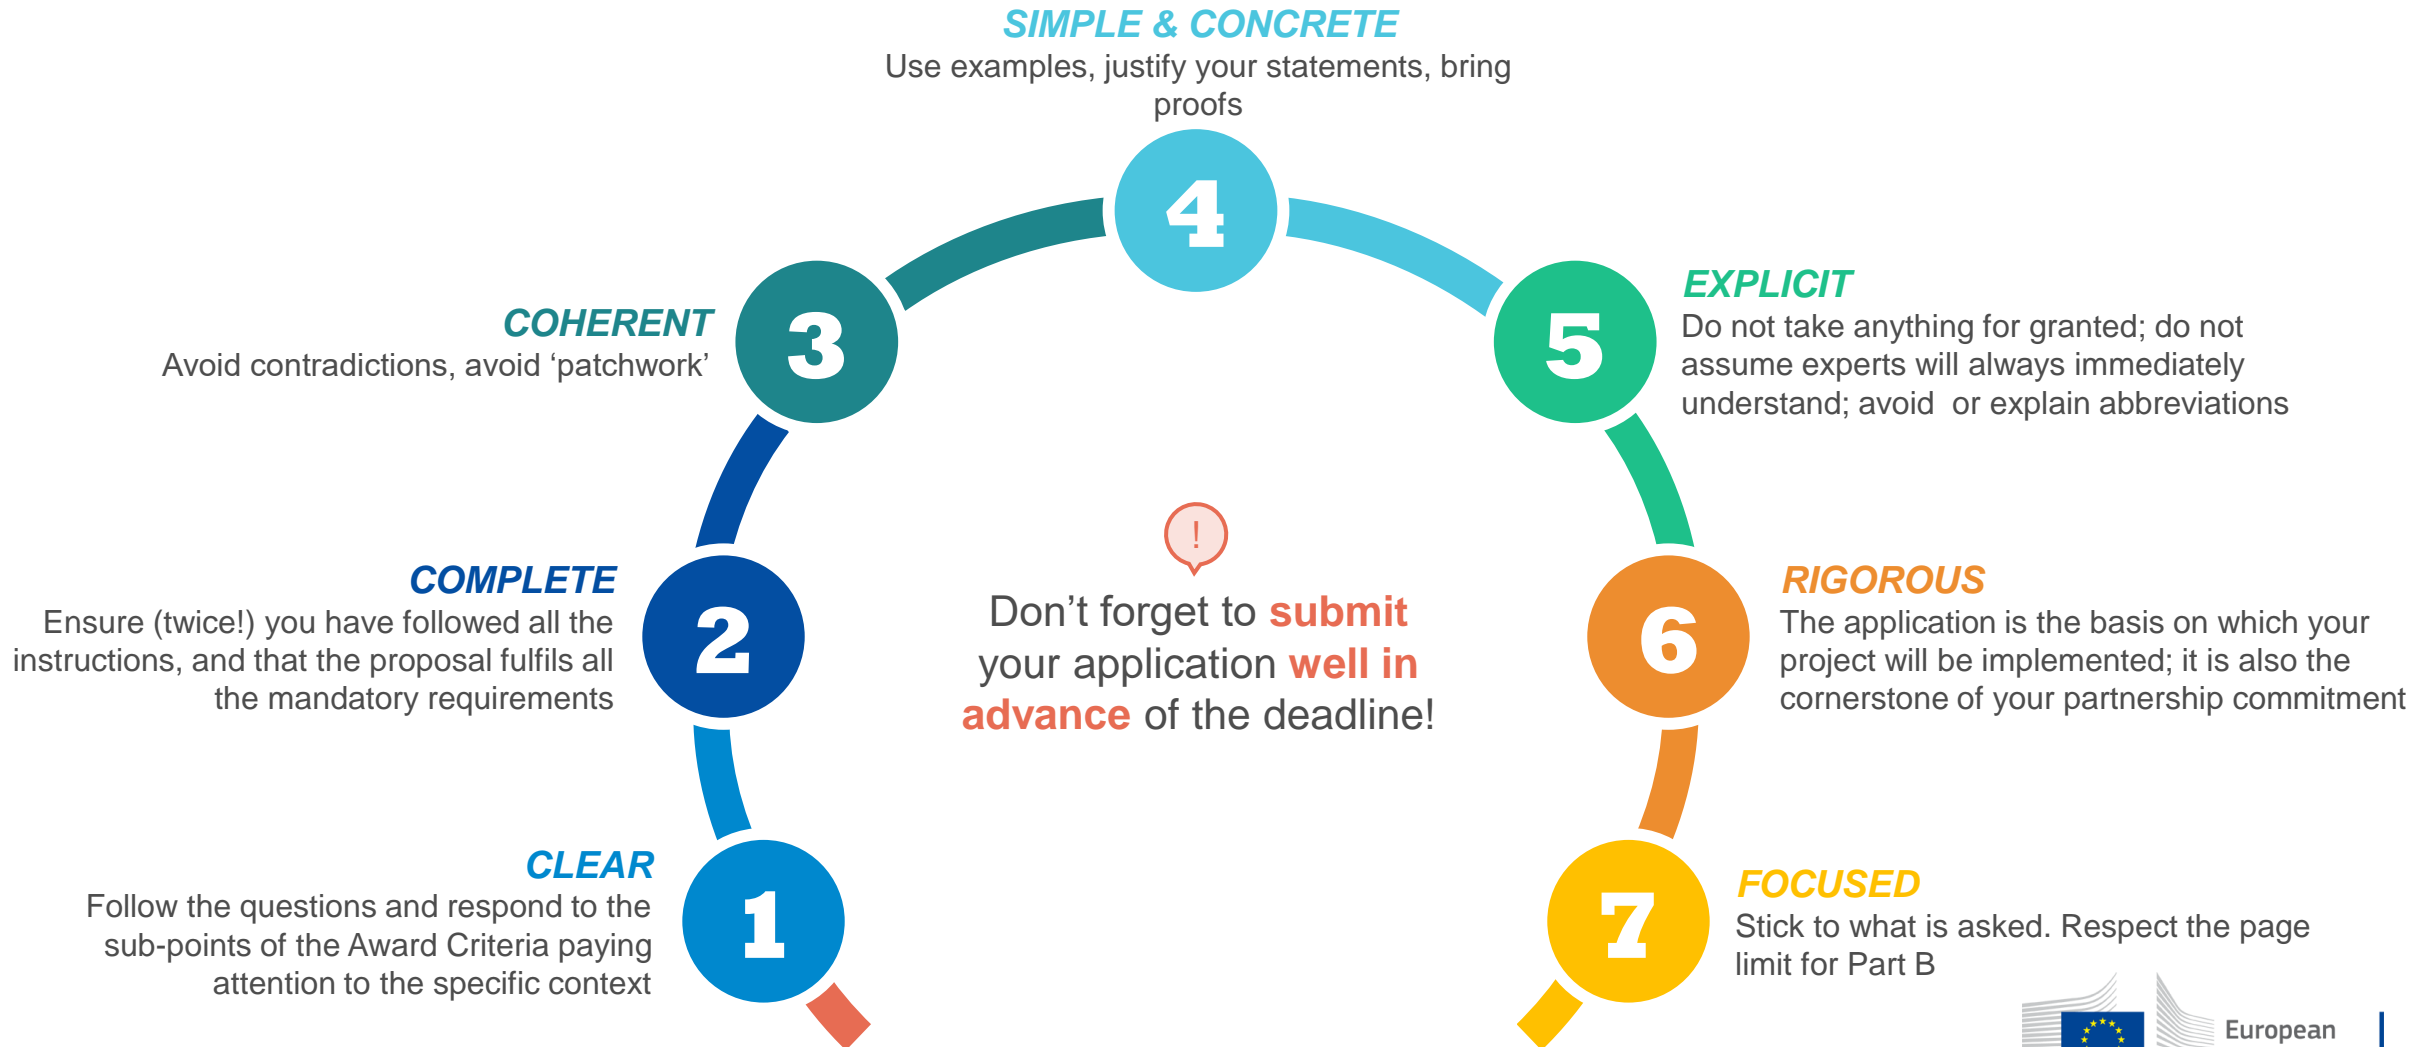 SIMPLE & CONCRETE
Use examples, justify your statements, bring
proofs
4
3
COHERENT
Avoid contradictions, avoid ‘patchwork’
5
EXPLICIT
Do not take anything for granted; do not
assume experts will always immediately
understand; avoid  or explain abbreviations
2
COMPLETE
Ensure (twice!) you have followed all the
instructions, and that the proposal fulfils all
the mandatory requirements
!
Don’t forget to submit
your application well in
advance of the deadline!
6
RIGOROUS
The application is the basis on which your
project will be implemented; it is also the
cornerstone of your partnership commitment
1
CLEAR
Follow the questions and respond to the
sub-points of the Award Criteria paying
attention to the specific context
7
FOCUSED
Stick to what is asked. Respect the page
limit for Part B
European